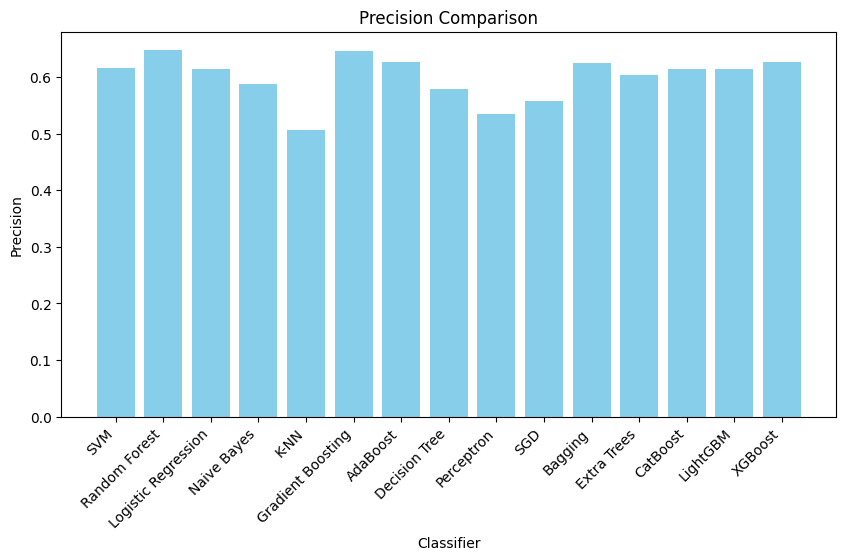 Precision Comparison
Precision
0.6
0.5
0.4
0.3
0.2
0.1
0.0
SVM
Random Forest
Logistic Regression
Naive Bayes
K-NN
Gradient Boosting
AdaBoost
Decision Tree
Perceptron
SGD
Bagging
Extra Trees
CatBoost
LightGBM
XGBoost
Classifier